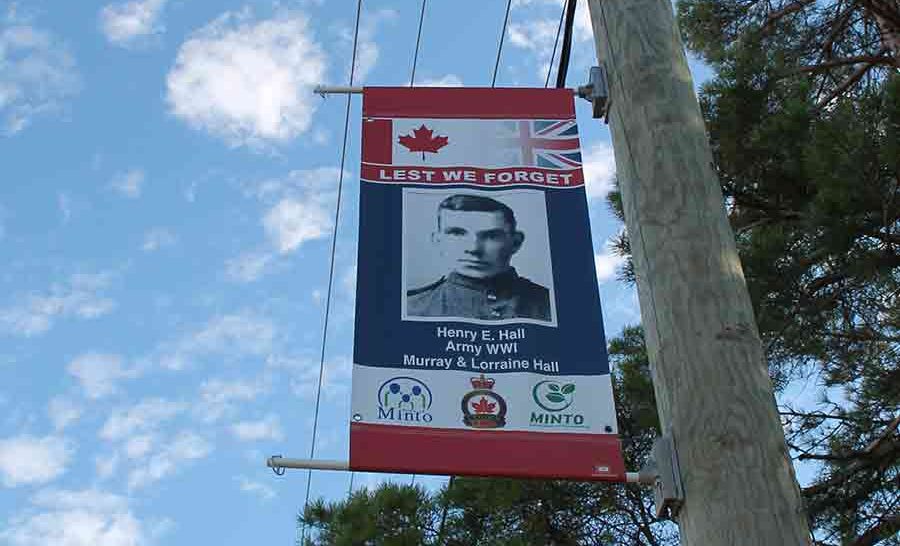 LEST WE FORGET
Henry E. Hall
Army WWI
Murray & Lorraine Hall
Minto
MINTO